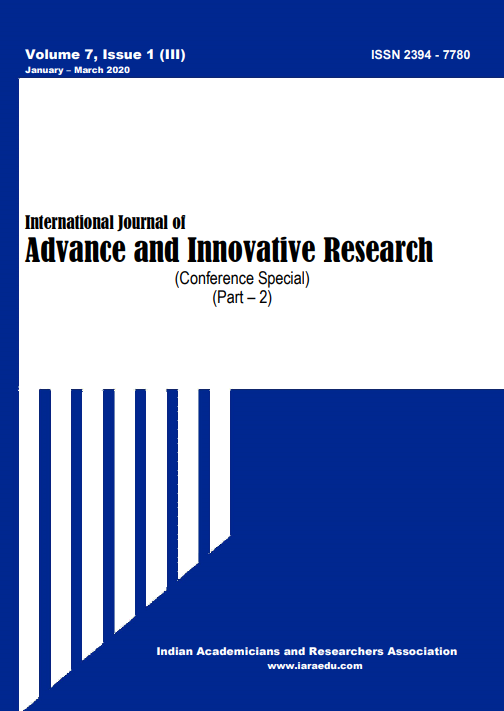 Volume 7, Issue 1 (III)
ISSN 2394 - 7780
January – March 2020
International Journal of
Advance and Innovative Research
(Conference Special)
(Part – 2)
Indian Academicians and Researchers Association
www.iaraedu.com